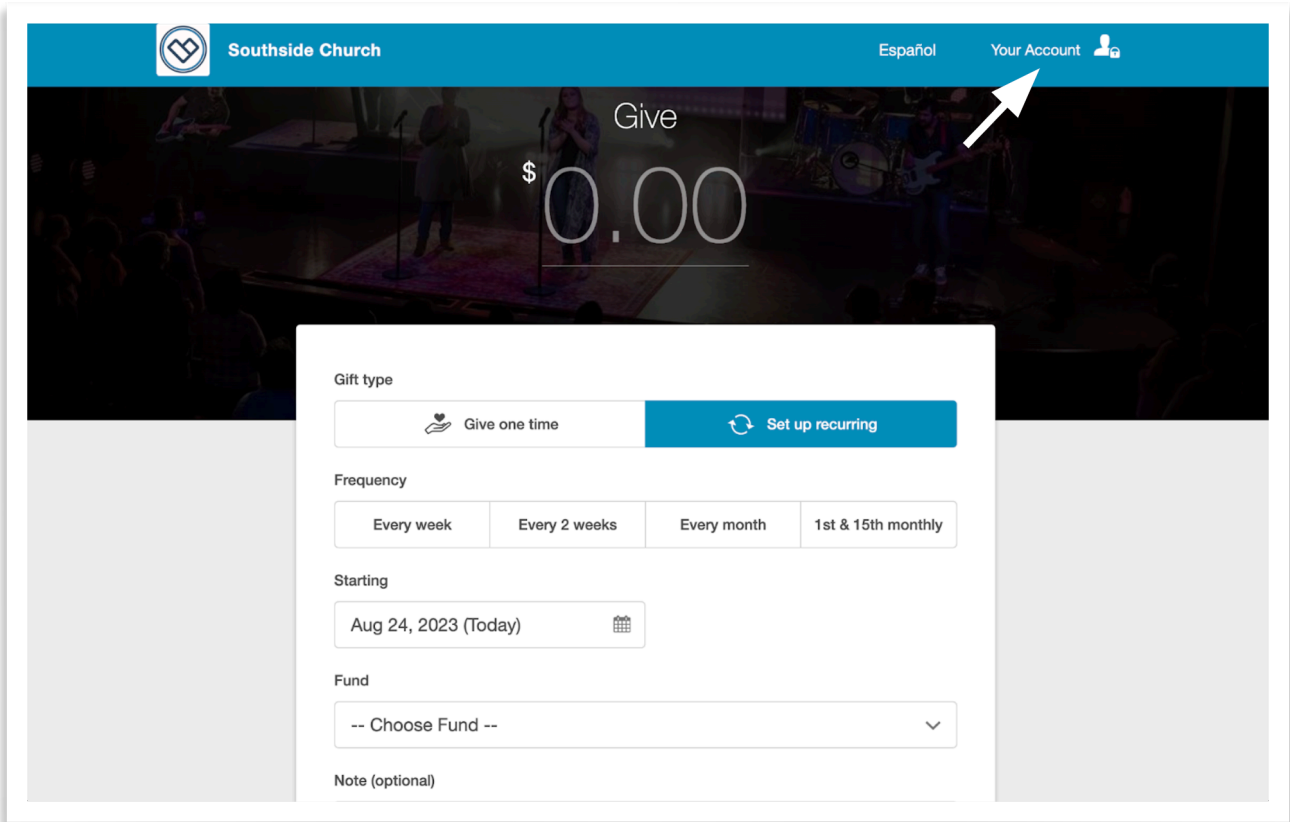 Southside Church
Español
Your Account
Give
$0.00
Gift type
Give one time
Set up recurring
Frequency
Every week
Every 2 weeks
Every month
1st & 15th monthly
Starting
Aug 24, 2023 (Today)
Fund
-- Choose Fund --
Note (optional)